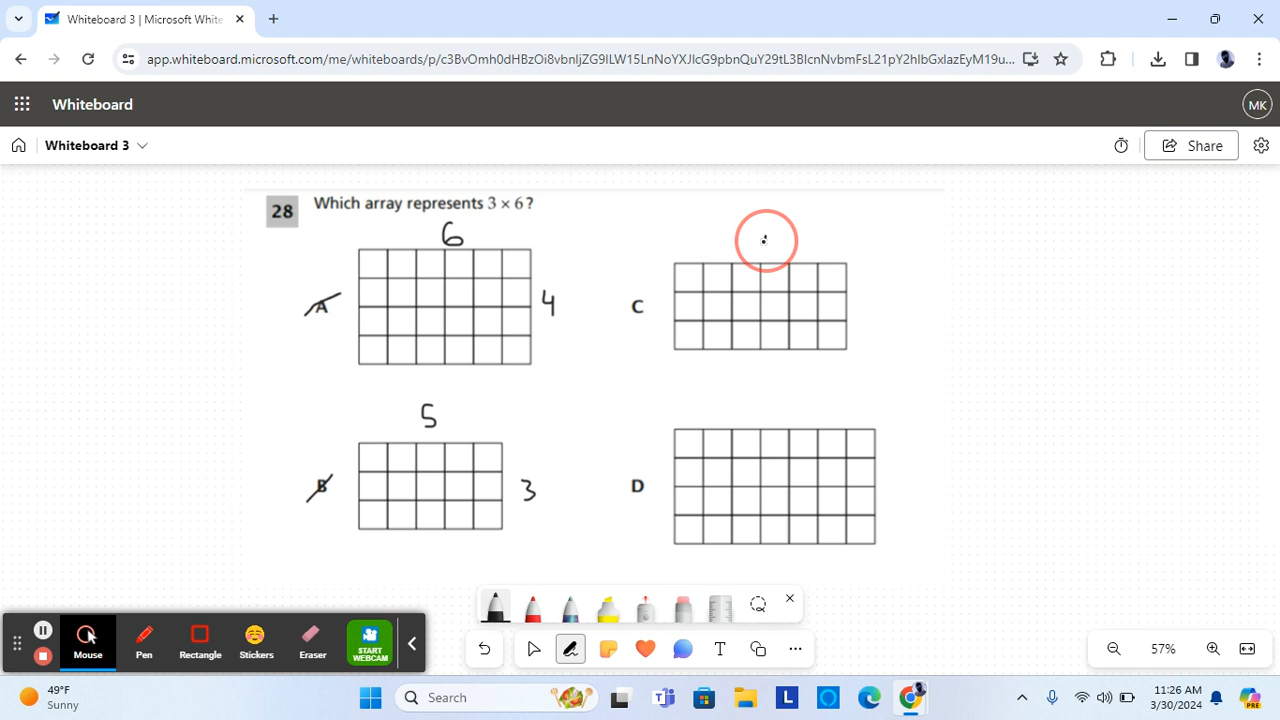 Whiteboard 3 | Microsoft White
app.whiteboard.microsoft.com/me/whiteboards/p/
Whiteboard
MK
Whiteboard 3
Share
28
Which array represents 3 × 6?
6
A
4
C
5
B
3
D
Mouse
Pen
Rectangle
Stickers
Eraser
START WEBCAM
57%
49°F
Sunny
Search
11:26 AM
3/30/2024